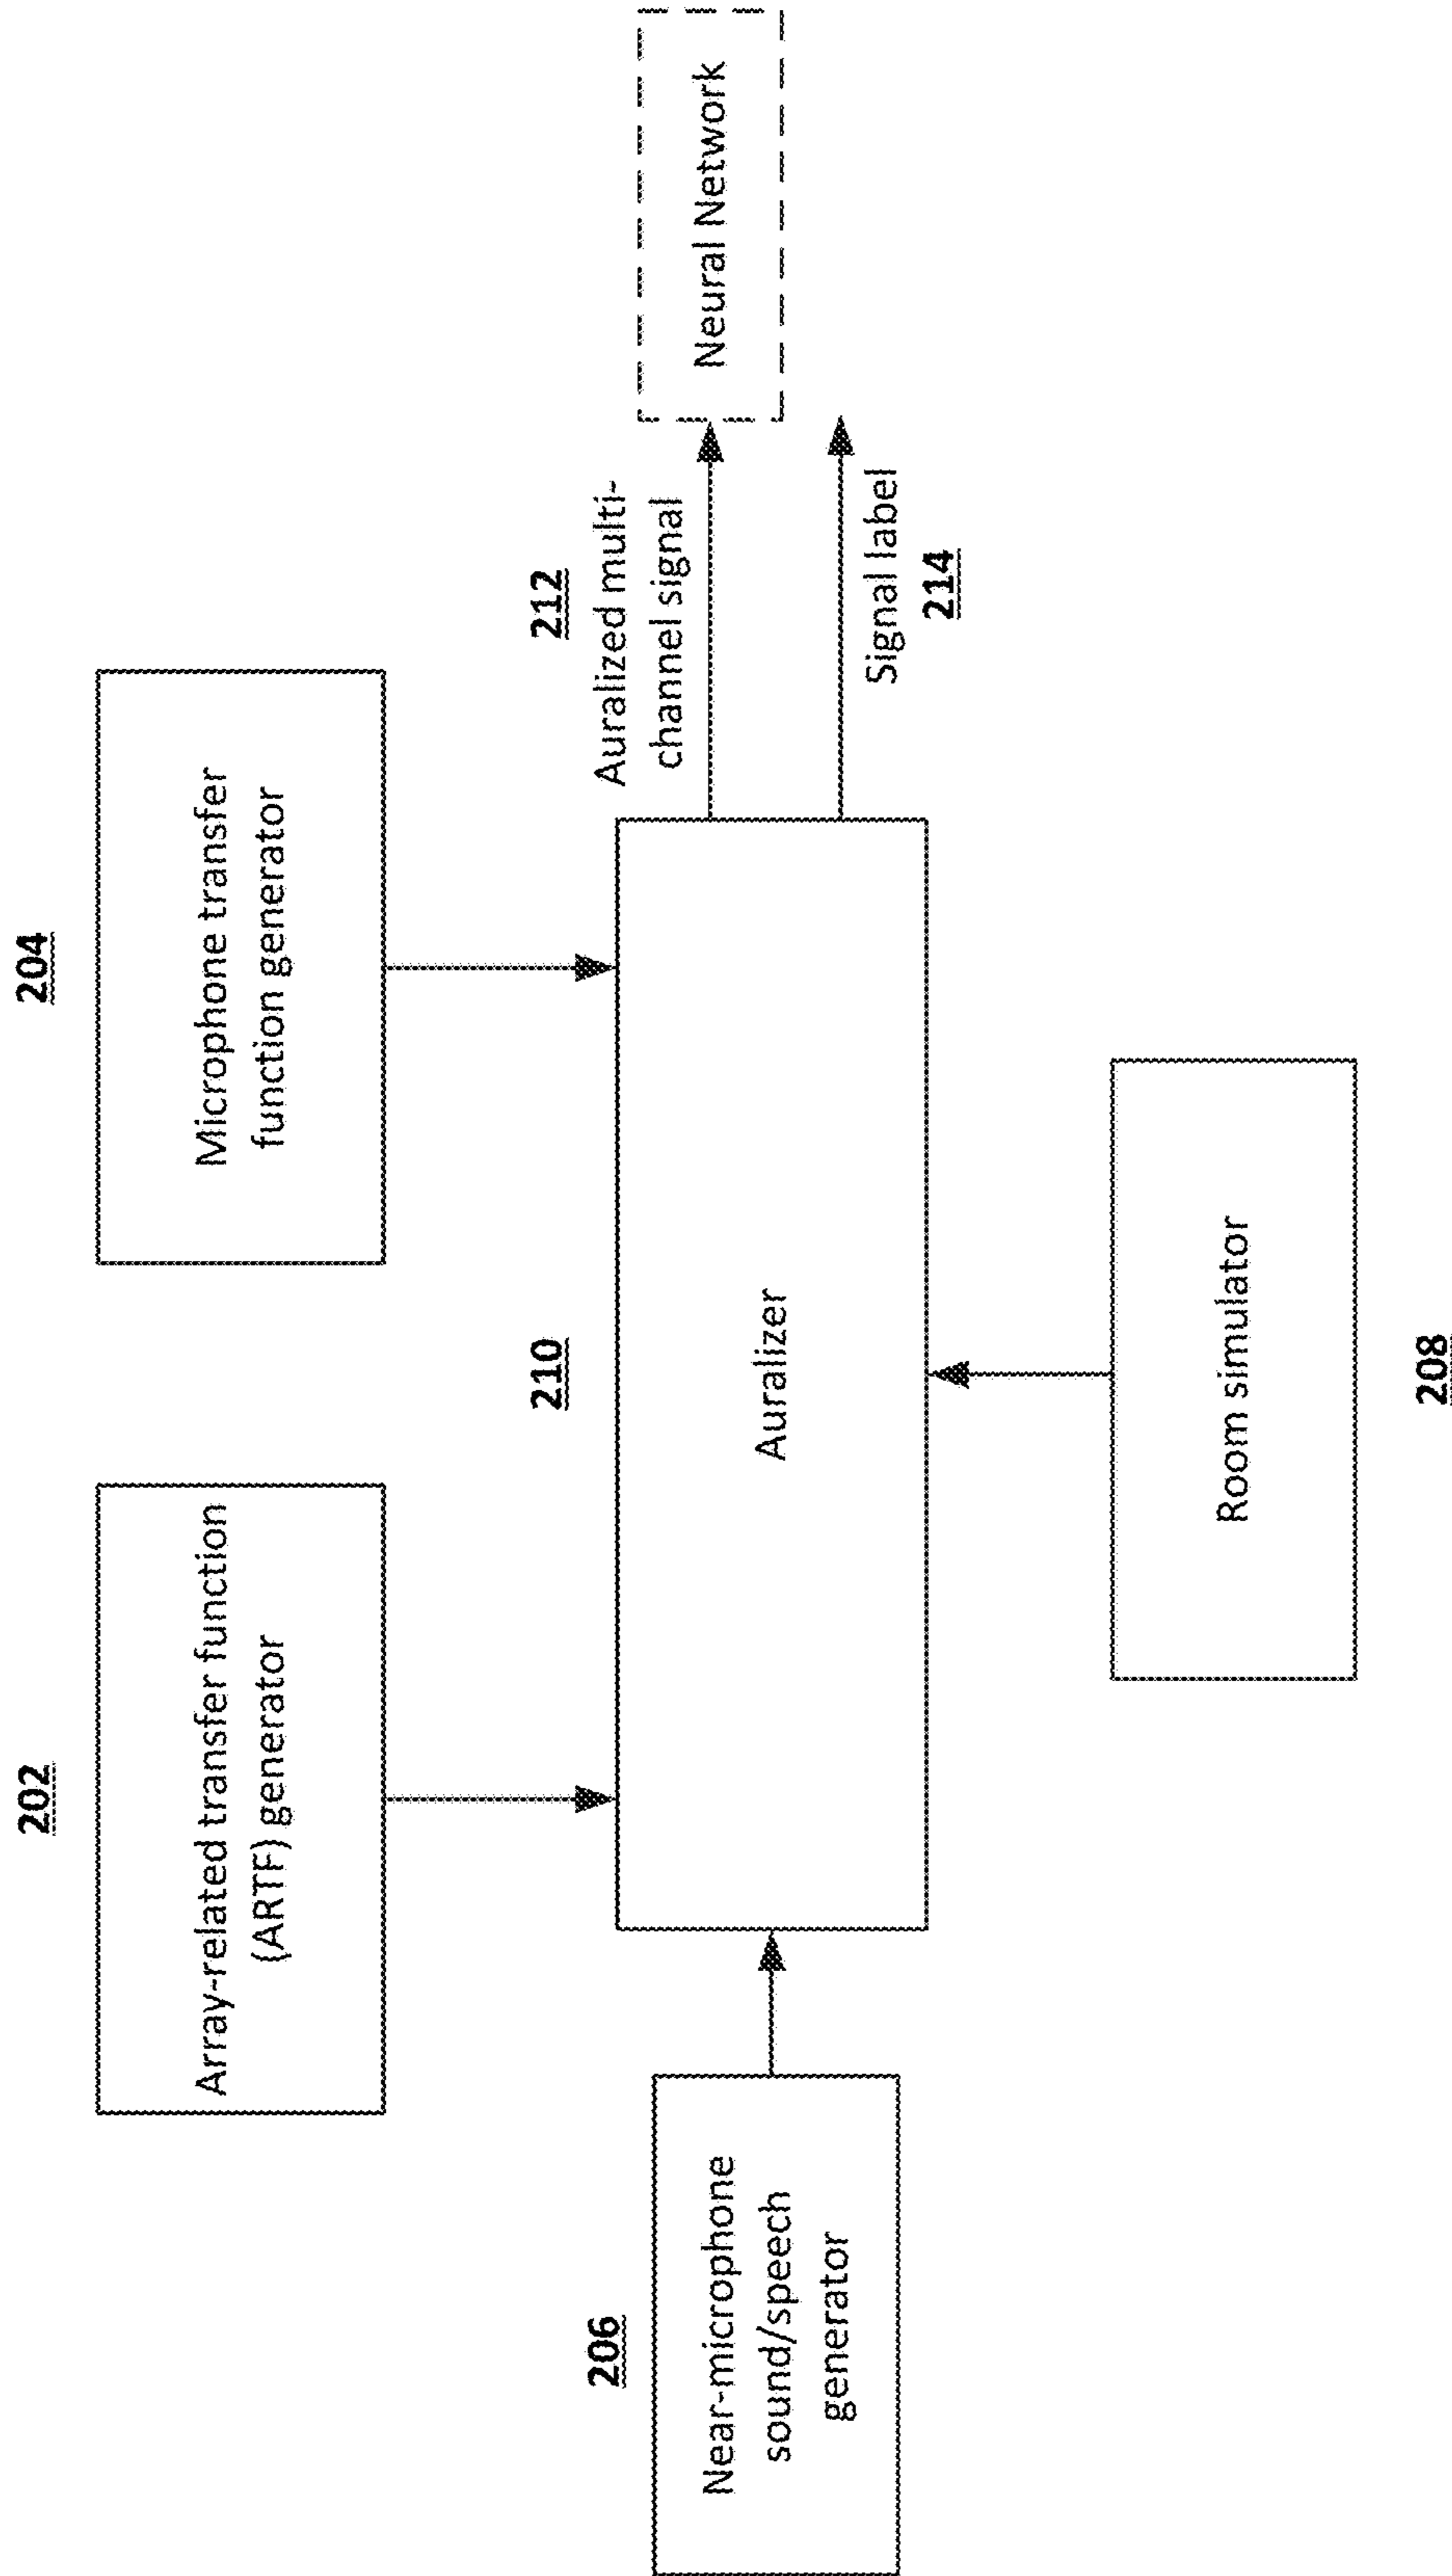 202
Array-related transfer function
(ARTF) generator
204
Microphone transfer
function generator
206
Near-microphone
sound/speech
generator
210
Auralizer
212
Auralized multi-
channel signal
Signal label
214
Neural Network
Room simulator
208